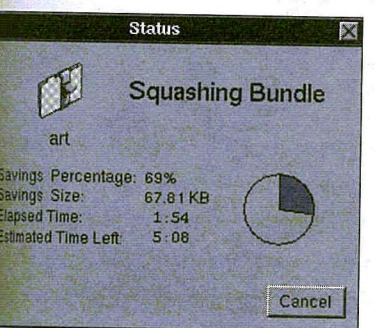 Status
Squashing Bundle
art
Savings Percentage: 69%
Savings Size: 67.81 KB
Elapsed Time: 1:54
Estimated Time Left: 5:08
Cancel